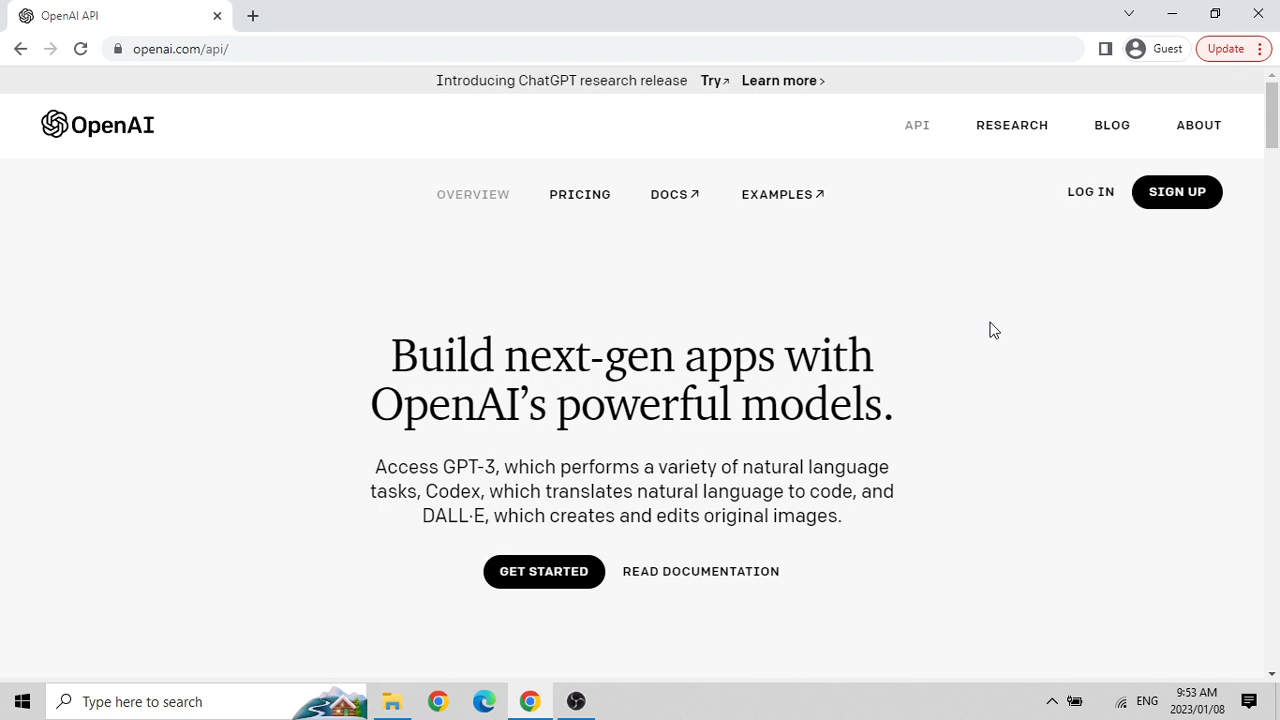 OpenAI API
openai.com/api/
Guest
Update
Introducing ChatGPT research release Try↗ Learn more ›
OpenAI
API RESEARCH BLOG ABOUT
OVERVIEW PRICING DOCS↗ EXAMPLES↗
LOG IN SIGN UP
Build next-gen apps with
OpenAI’s powerful models.
Access GPT-3, which performs a variety of natural language
tasks, Codex, which translates natural language to code, and
DALL·E, which creates and edits original images.
GET STARTED READ DOCUMENTATION
Type here to search
ENG
9:53 AM
2023/01/08